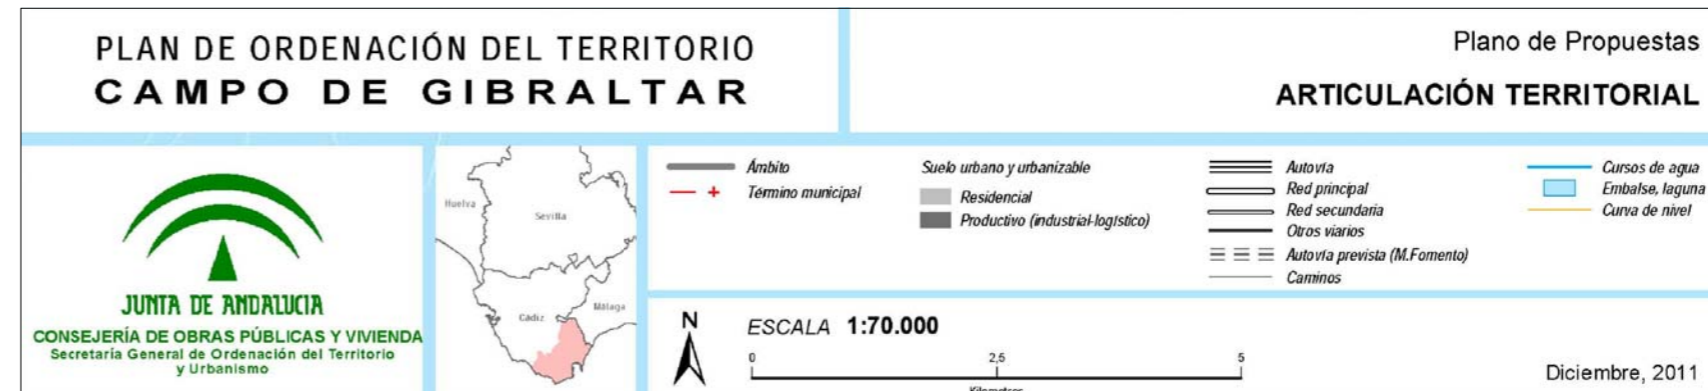 PLAN DE ORDENACIÓN DEL TERRITORIO
CAMPO DE GIBRALTAR
Plano de Propuestas
ARTICULACIÓN TERRITORIAL
JUNTA DE ANDALUCIA
CONSEJERÍA DE OBRAS PÚBLICAS Y VIVIENDA
Secretaría General de Ordenación del Territorio
y Urbanismo
Huelva
Sevilla
Málaga
Cádiz
Ámbito
Término municipal
Suelo urbano y urbanizable
Residencial
Productivo (industrial-logístico)
Autovía
Red principal
Red secundaria
Otros viarios
Autovía prevista (M.Fomento)
Caminos
Cursos de agua
Embalse, laguna
Curva de nivel
N
ESCALA 1:70.000
0 2,5 5
Kilometros
Diciembre, 2011